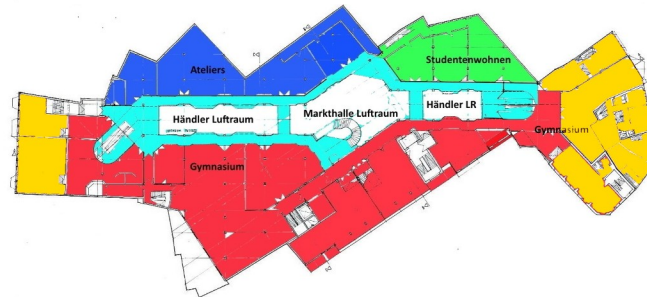 Ateliers
Studentenwohnen
Händler Luftraum
Markthalle Luftraum
Händler LR
Gymnasium
Gymnasium